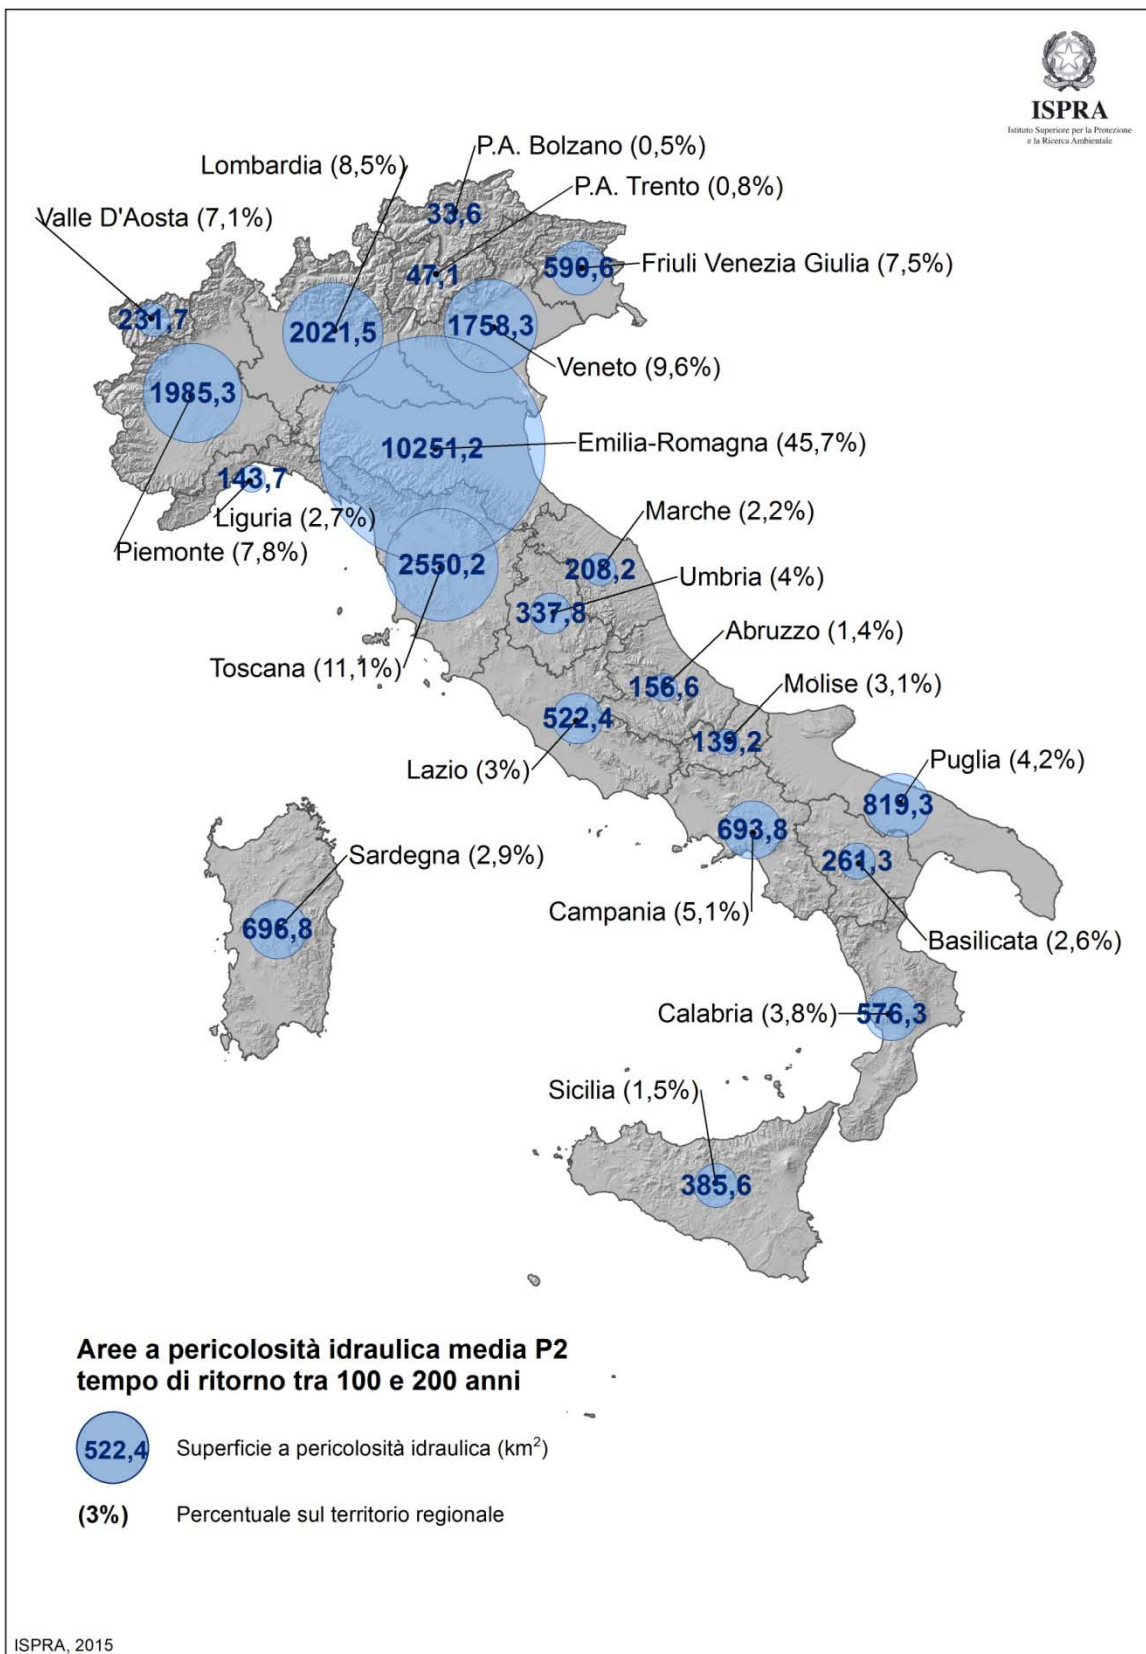 ISPRA
Istituto Superiore per la Protezione
e la Ricerca Ambientale
P.A. Bolzano (0,5%)
Lombardia (8,5%)
P.A. Trento (0,8%)
Valle D'Aosta (7,1%)
33,6
47,1
590,6
Friuli Venezia Giulia (7,5%)
231,7
2021,5
1758,3
Veneto (9,6%)
1985,3
10251,2
Emilia-Romagna (45,7%)
143,7
Liguria (2,7%)
Piemonte (7,8%)
Marche (2,2%)
2550,2
208,2
Umbria (4%)
337,8
Abruzzo (1,4%)
Toscana (11,1%)
156,6
Molise (3,1%)
522,4
139,2
Lazio (3%)
Puglia (4,2%)
819,3
693,8
Sardegna (2,9%)
261,3
Campania (5,1%)
696,8
Basilicata (2,6%)
Calabria (3,8%)
576,3
Sicilia (1,5%)
385,6
Aree a pericolosità idraulica media P2
tempo di ritorno tra 100 e 200 anni
522,4 Superficie a pericolosità idraulica (km²)
(3%) Percentuale sul territorio regionale
ISPRA, 2015